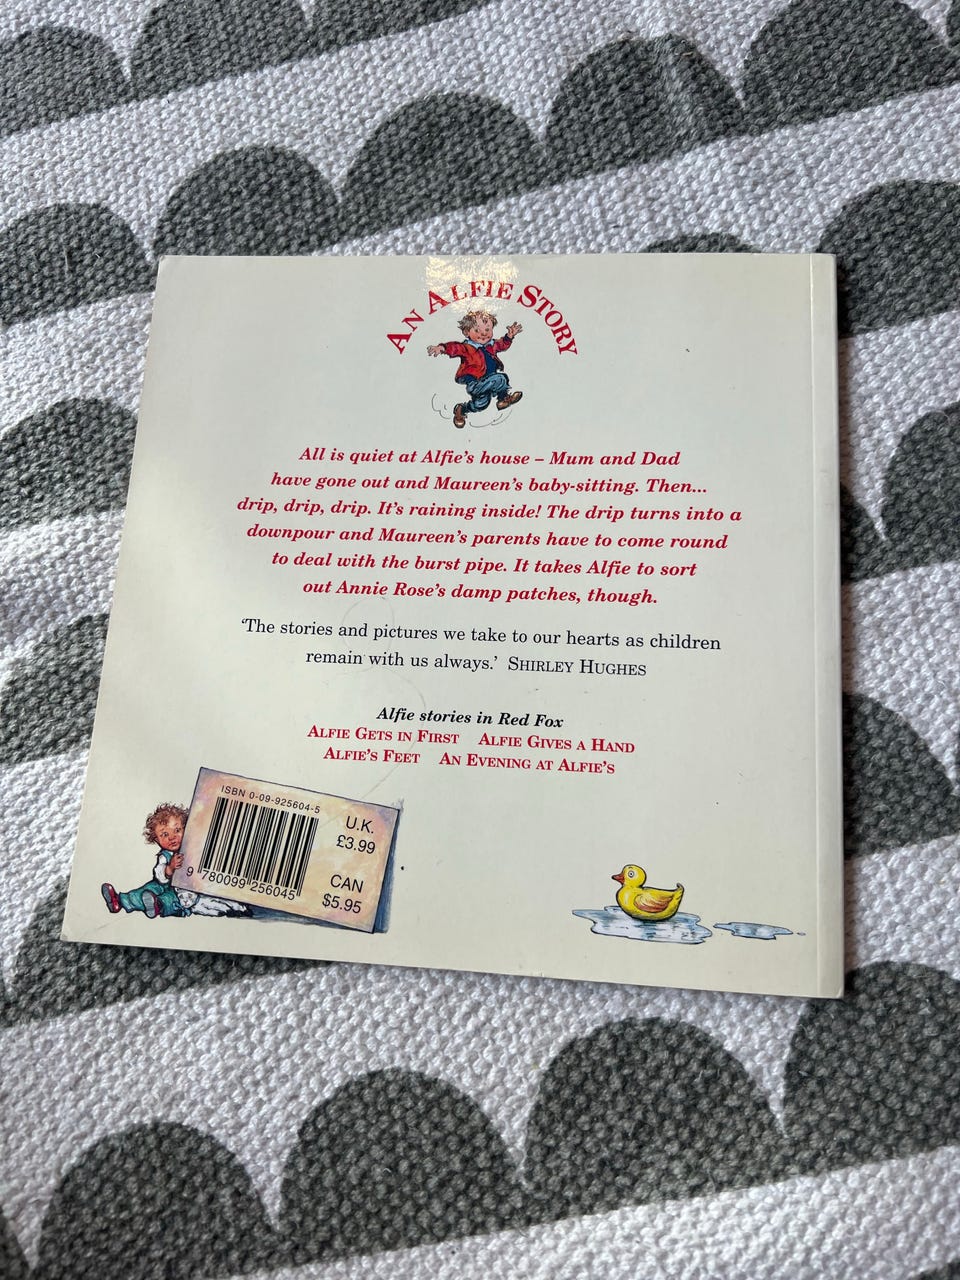 AN ALFIE STORY
All is quiet at Alfie's house – Mum and Dad
have gone out and Maureen's baby-sitting. Then...
drip, drip, drip. It's raining inside! The drip turns into a
downpour and Maureen's parents have to come round
to deal with the burst pipe. It takes Alfie to sort
out Annie Rose's damp patches, though.
'The stories and pictures we take to our hearts as children
remain with us always.' SHIRLEY HUGHES
Alfie stories in Red Fox
ALFIE GETS IN FIRST ALFIE GIVES A HAND
ALFIE'S FEET AN EVENING AT ALFIE'S
ISBN 0-09-925604-5
U.K.
£3.99
CAN
$5.95
9 780099 256045